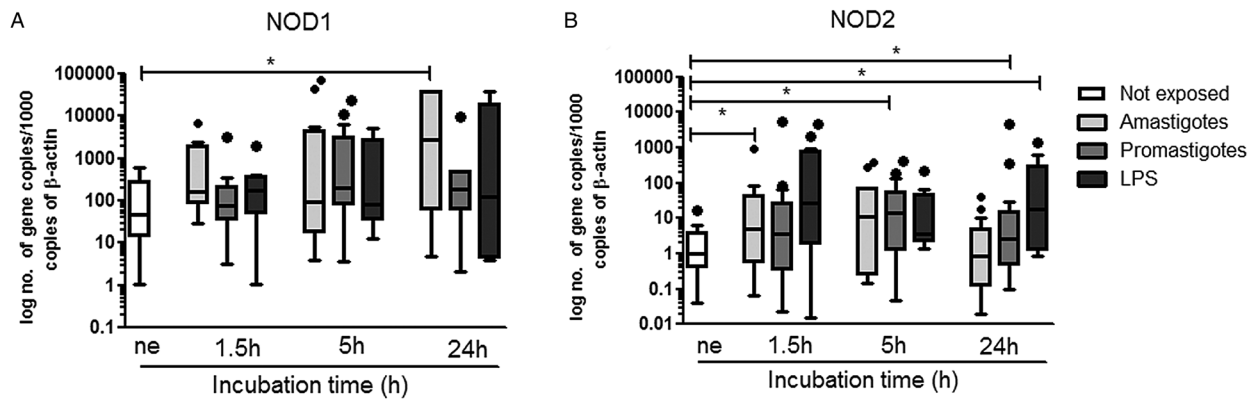 A
NOD1
*
100000
10000
1000
100
10
1
0.1
log no. of gene copies/1000
coples of β-actin
ne
1.5h
5h
24h
Incubation time (h)
B
NOD2
*
*
*
*
100000
10000
1000
100
10
1
0.1
0.01
log no. of gene copies/1000
coples of β-actin
ne
1.5h
5h
24h
Incubation time (h)
Not exposed
Amastigotes
Promastigotes
LPS